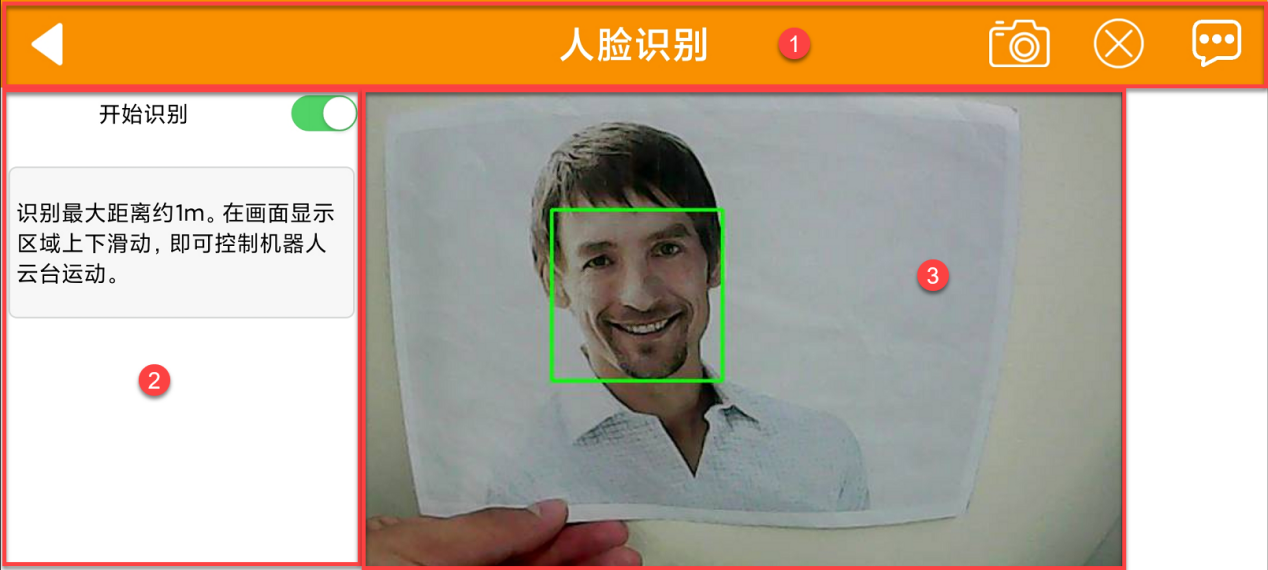 人脸识别
1
开始识别
识别最大距离约1m。在画面显示
区域上下滑动，即可控制机器人
云台运动。
2
3